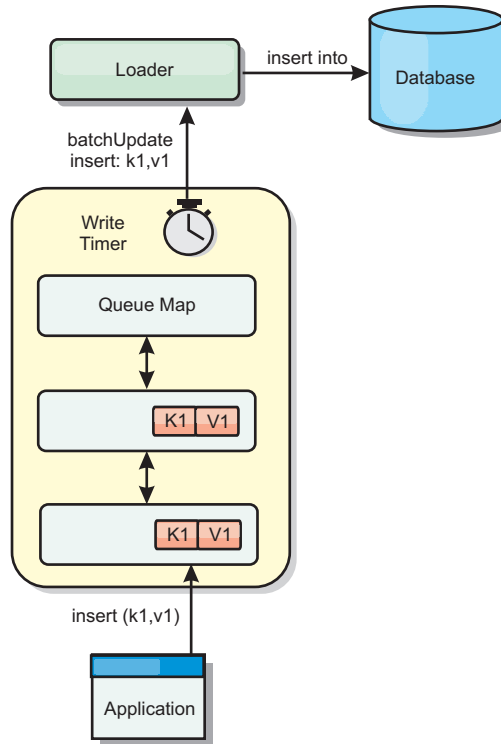 Loader
insert into
Database
batchUpdate
insert: k1,v1
Write
Timer
Queue Map
K1 V1
K1 V1
insert (k1,v1)
Application